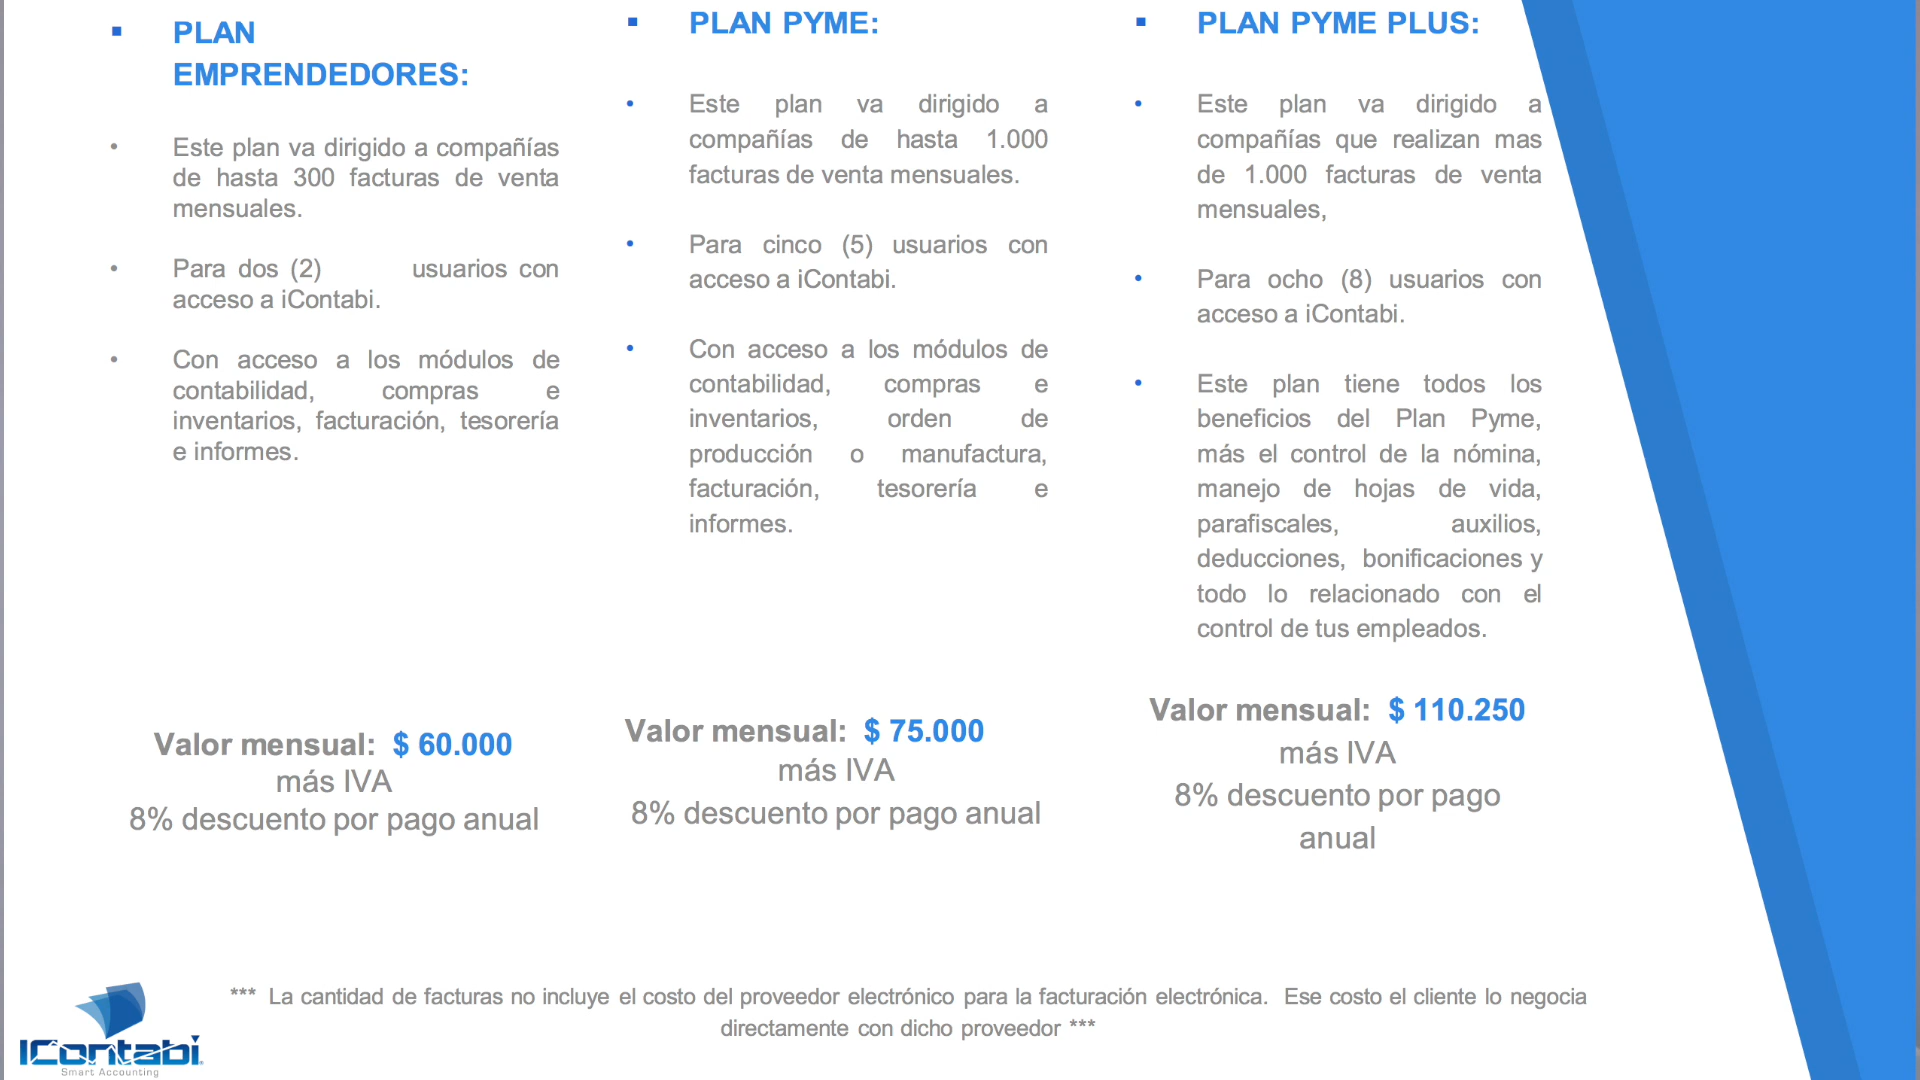 PLAN
EMPRENDEDORES:
Este plan va dirigido a compañías
de hasta 300 facturas de venta
mensuales.
Para dos (2) usuarios con
acceso a iContabi.
Con acceso a los módulos de
contabilidad, compras e
inventarios, facturación, tesorería
e informes.
Valor mensual: $ 60.000
más IVA
8% descuento por pago anual
PLAN PYME:
Este plan va dirigido a
compañías de hasta 1.000
facturas de venta mensuales.
Para cinco (5) usuarios con
acceso a iContabi.
Con acceso a los módulos de
contabilidad, compras e
inventarios, orden de
producción o manufactura,
facturación, tesorería e
informes.
Valor mensual: $ 75.000
más IVA
8% descuento por pago anual
PLAN PYME PLUS:
Este plan va dirigido a
compañías que realizan mas
de 1.000 facturas de venta
mensuales,
Para ocho (8) usuarios con
acceso a iContabi.
Este plan tiene todos los
beneficios del Plan Pyme,
más el control de la nómina,
manejo de hojas de vida,
parafiscales, auxilios,
deducciones, bonificaciones y
todo lo relacionado con el
control de tus empleados.
Valor mensual: $ 110.250
más IVA
8% descuento por pago
anual
*** La cantidad de facturas no incluye el costo del proveedor electrónico para la facturación electrónica. Ese costo el cliente lo negocia
directamente con dicho proveedor ***
IContabi
Smart Accounting